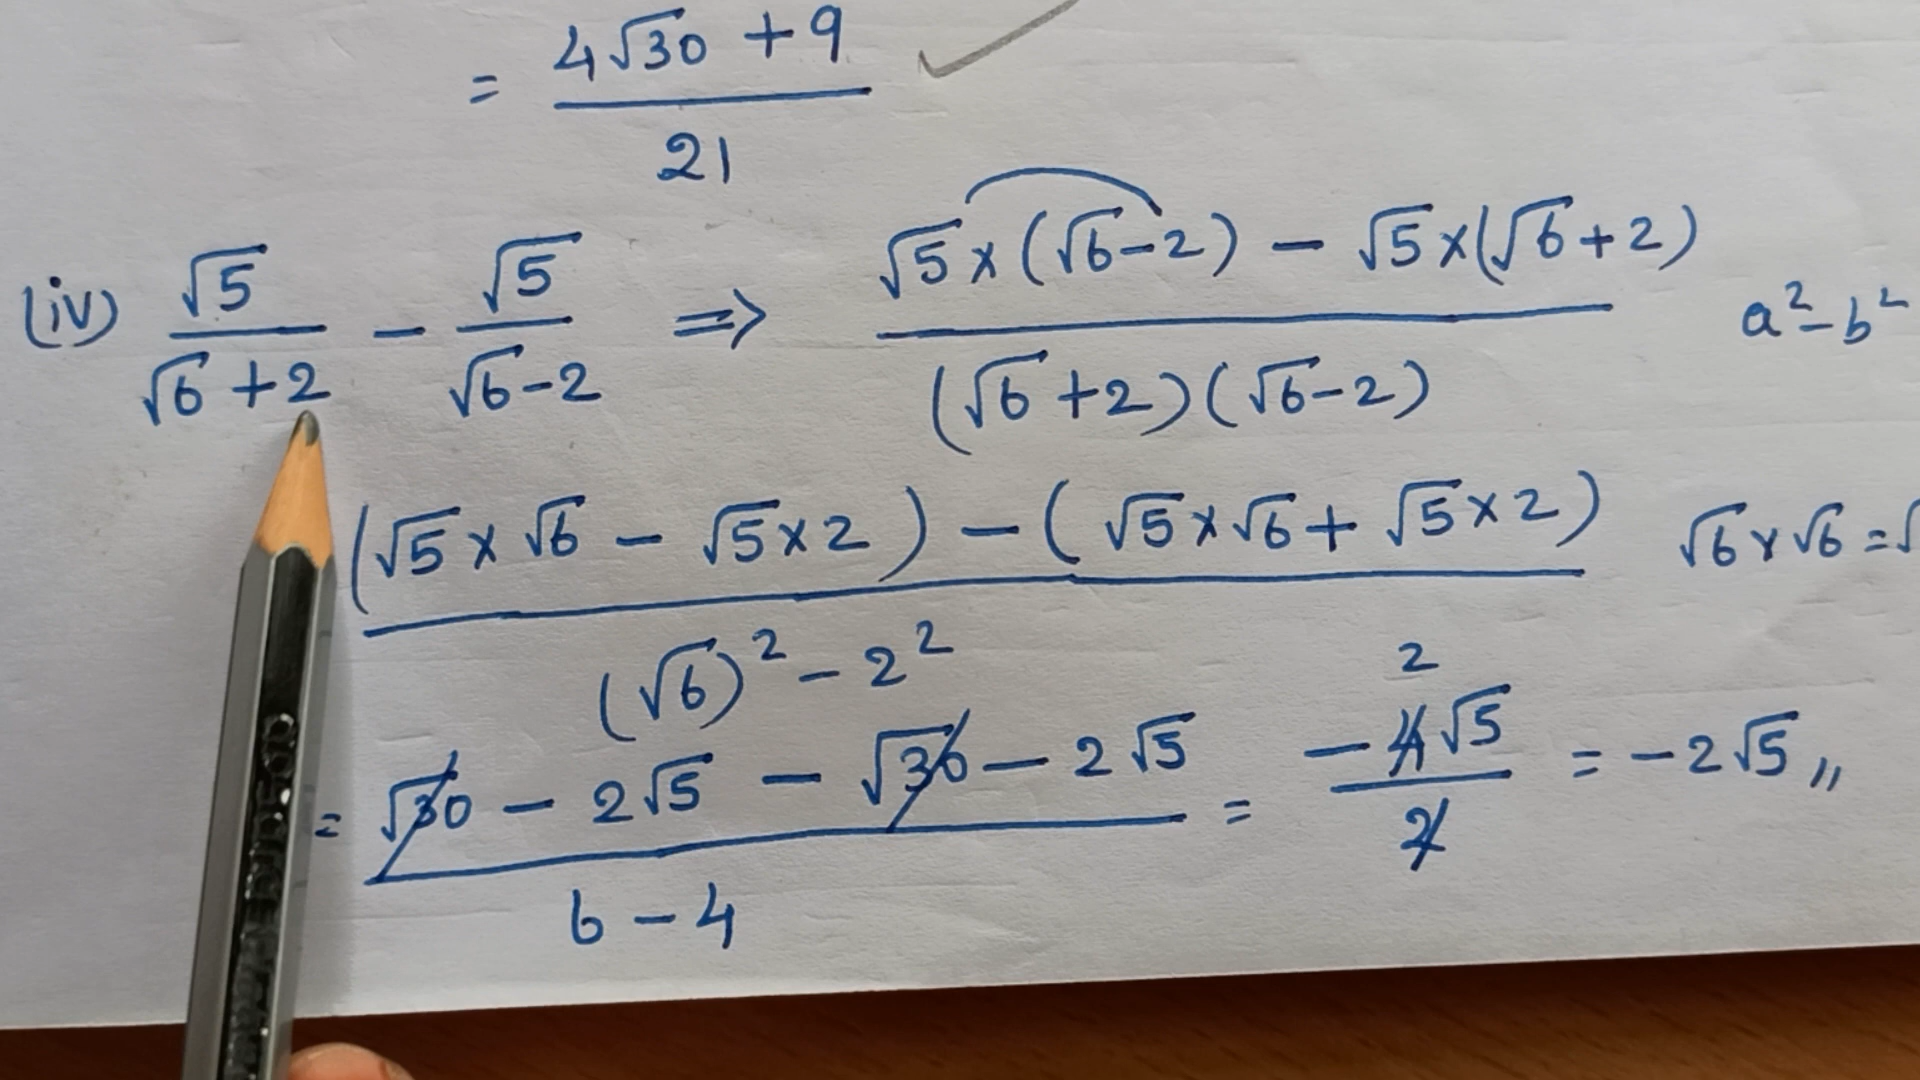 = 4√30 + 9
21
(iv) √5 / √6 + 2 − √5 / √6 − 2 ⇒ √5 × (√6 − 2) − √5 × (√6 + 2) / (√6 + 2)(√6 − 2) a² − b²
(√5 × √6 − √5 × 2) − (√5 × √6 + √5 × 2) / (√6)² − 2² √6 × √6 = √
= √30 − 2√5 − √30 − 2√5 / 6 − 4 = − 4√5 / 2 2 = − 2√5 ,,